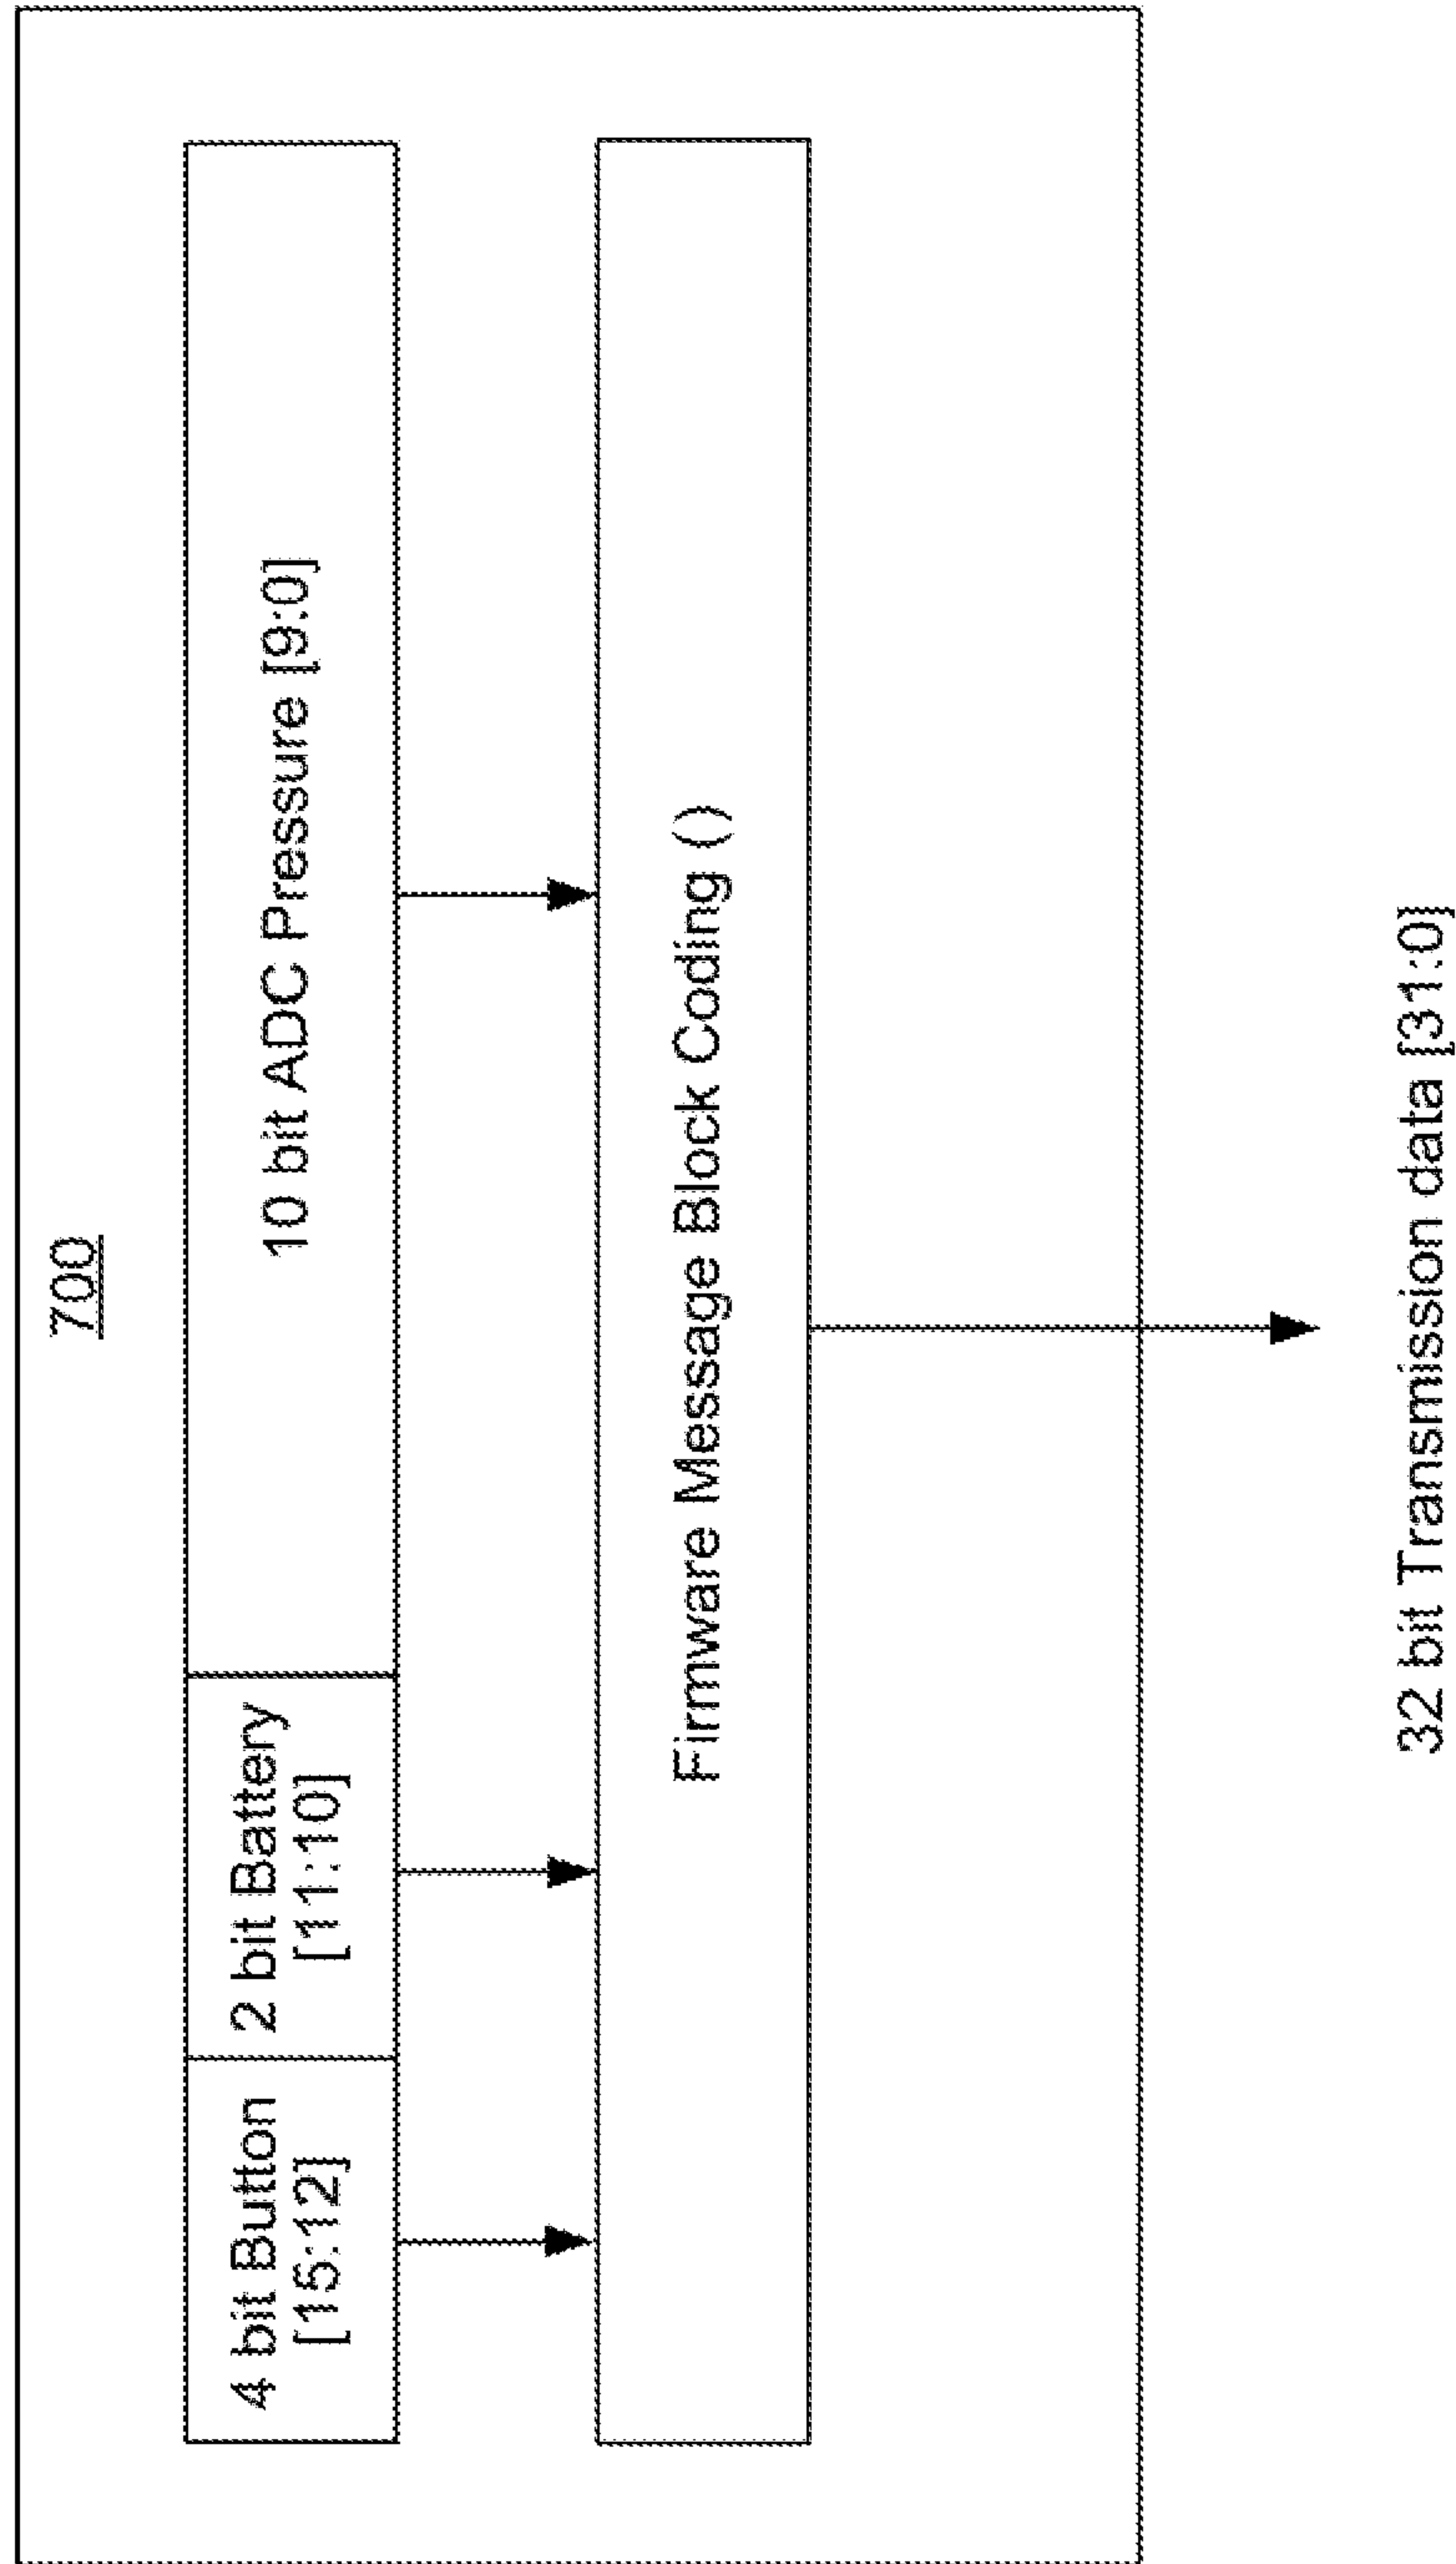 700
4 bit Button
[15:12]
2 bit Battery
[11:10]
10 bit ADC Pressure [9:0]
Firmware Message Block Coding ()
32 bit Transmission data [31:0]